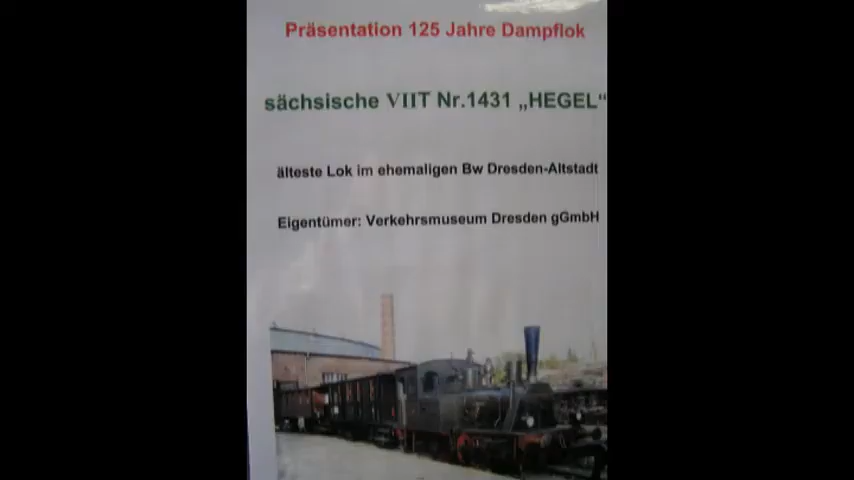 Präsentation 125 Jahre Dampflok
sächsische VIIT Nr.1431 „HEGEL“
älteste Lok im ehemaligen Bw Dresden-Altstadt
Eigentümer: Verkehrsmuseum Dresden gGmbH